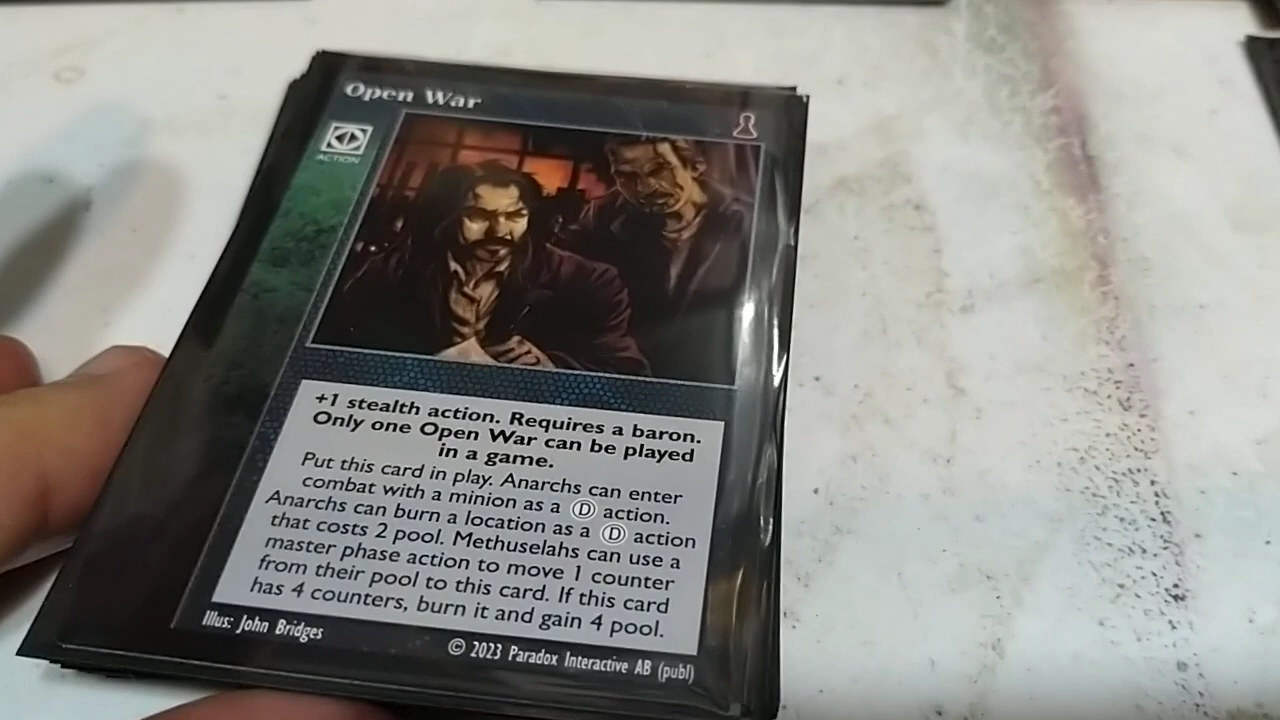 Open War
ACTION
+1 stealth action. Requires a baron.
Only one Open War can be played
in a game.
Put this card in play. Anarchs can enter
combat with a minion as a Ⓓ action.
Anarchs can burn a location as a Ⓓ action
that costs 2 pool. Methuselahs can use a
master phase action to move 1 counter
from their pool to this card. If this card
has 4 counters, burn it and gain 4 pool.
Illus: John Bridges
© 2023 Paradox Interactive AB (publ)